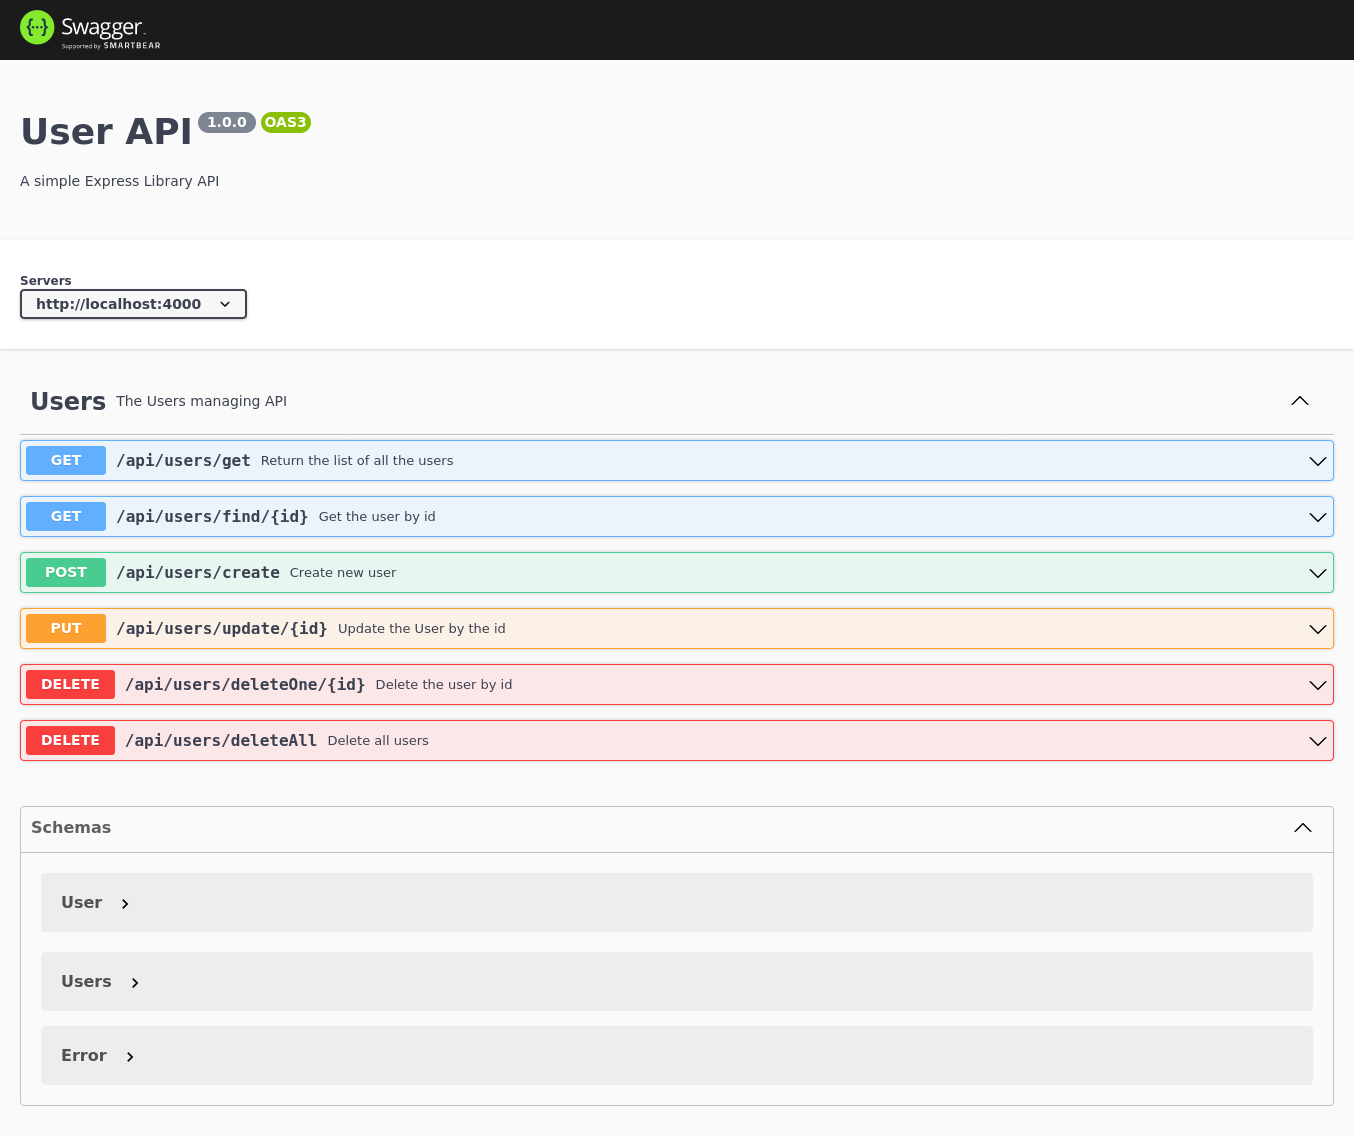 Swagger
Supported by SMARTBEAR
User API 1.0.0 OAS3
A simple Express Library API
Servers
http://localhost:4000
Users The Users managing API
GET /api/users/get Return the list of all the users
GET /api/users/find/{id} Get the user by id
POST /api/users/create Create new user
PUT /api/users/update/{id} Update the User by the id
DELETE /api/users/deleteOne/{id} Delete the user by id
DELETE /api/users/deleteAll Delete all users
Schemas
User
Users
Error